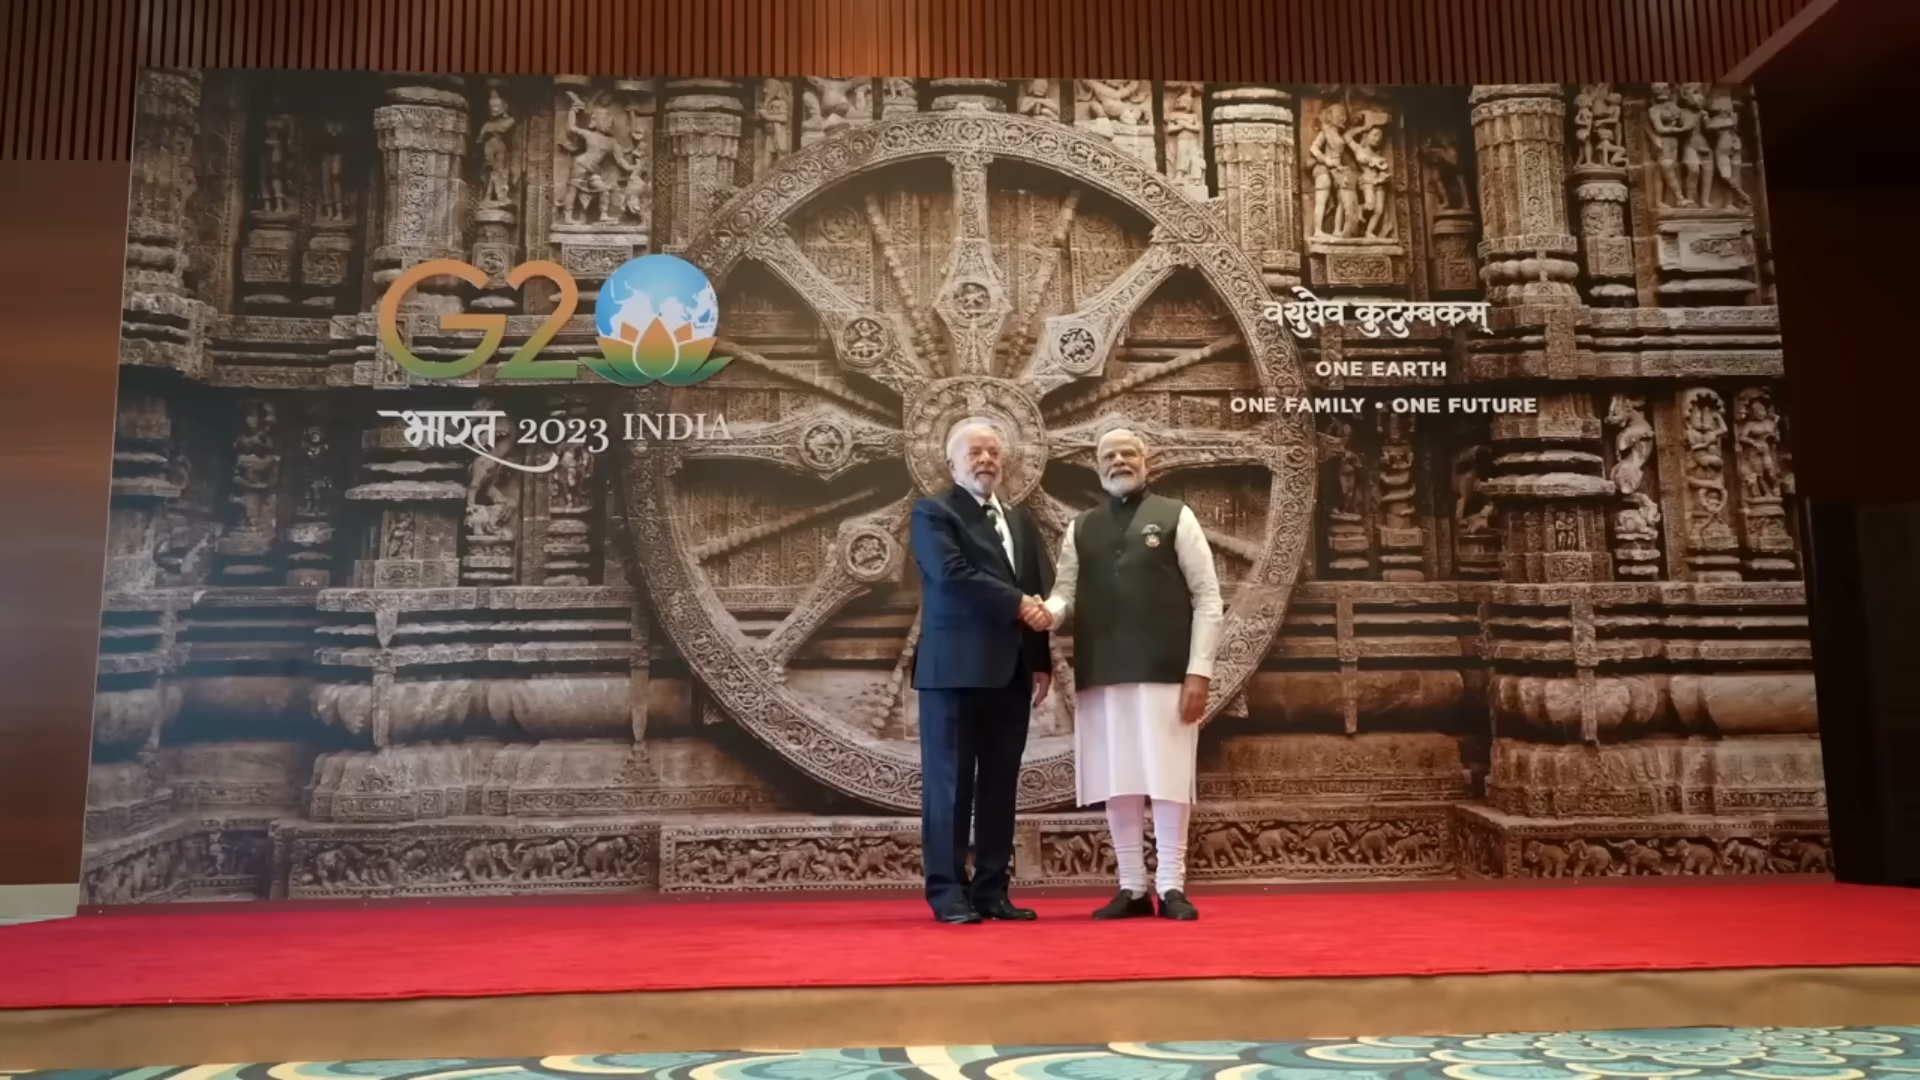 G20
भारत 2023 INDIA
वसुधैव कुटुम्बकम्
ONE EARTH
ONE FAMILY • ONE FUTURE